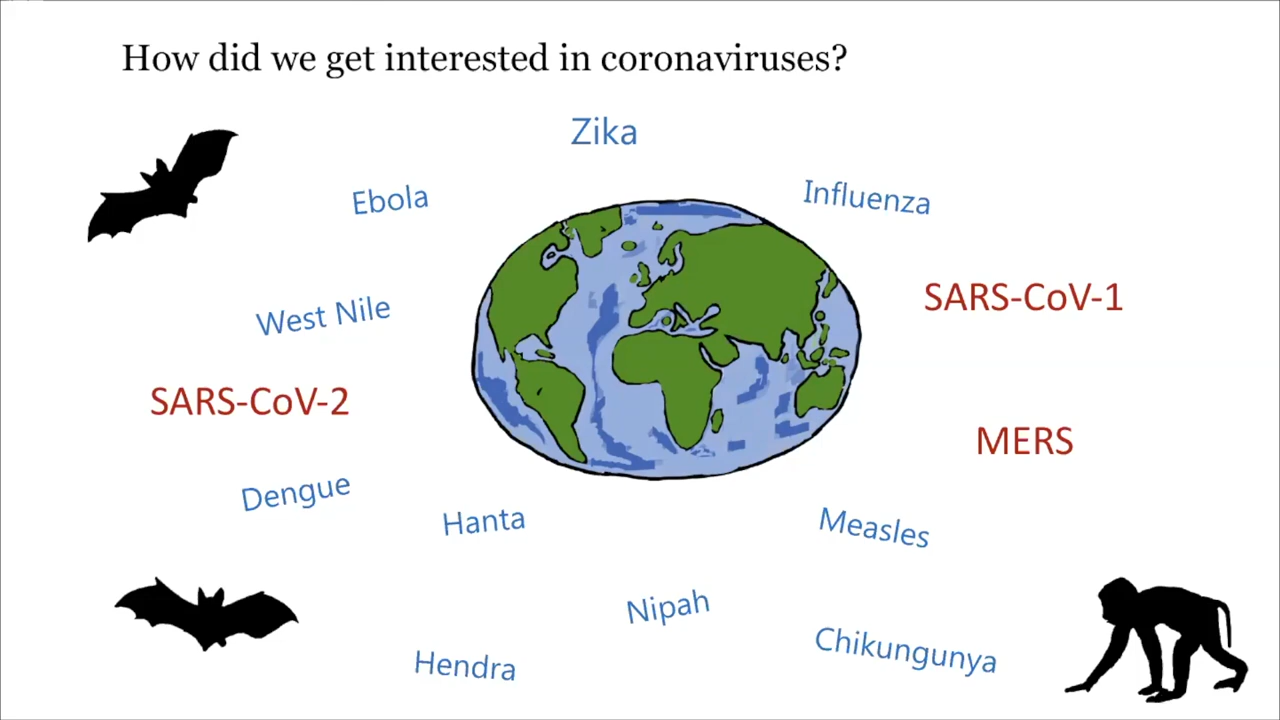 How did we get interested in coronaviruses?
Zika
Ebola
Influenza
West Nile
SARS-CoV-1
SARS-CoV-2
MERS
Dengue
Hanta
Measles
Nipah
Hendra
Chikungunya